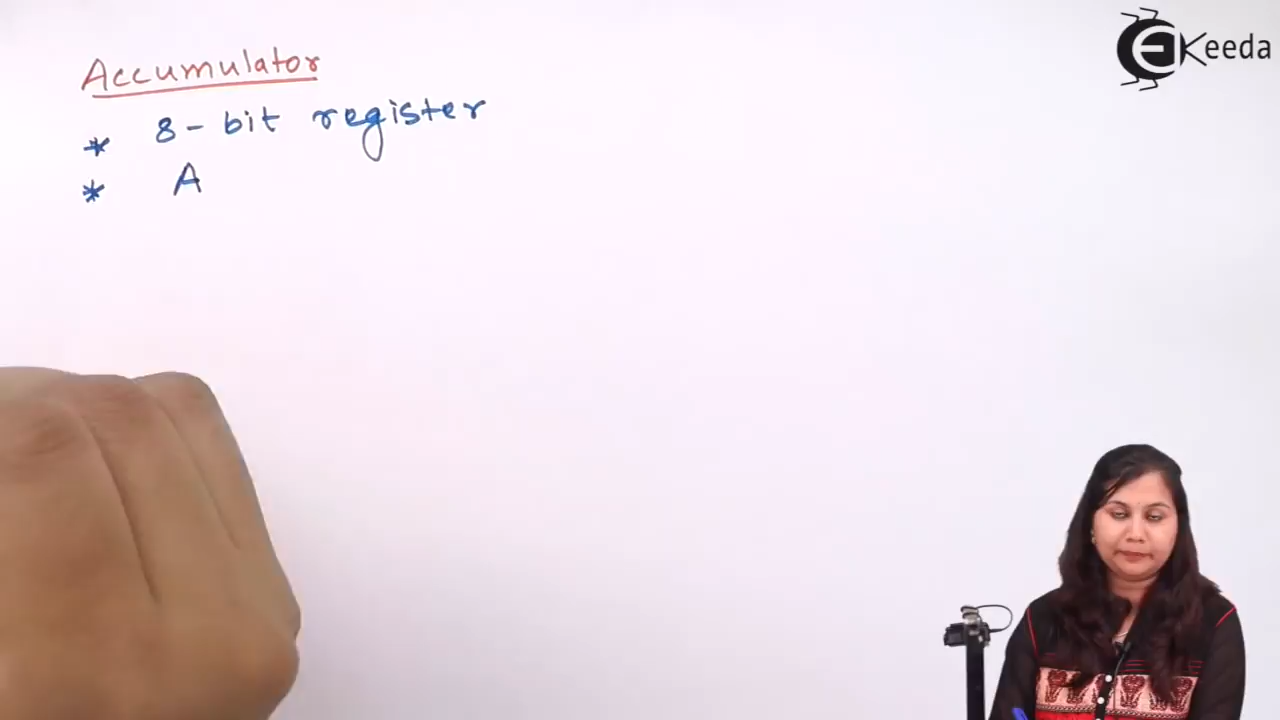 Accumulator
* 8-bit register
* A
EKeeda